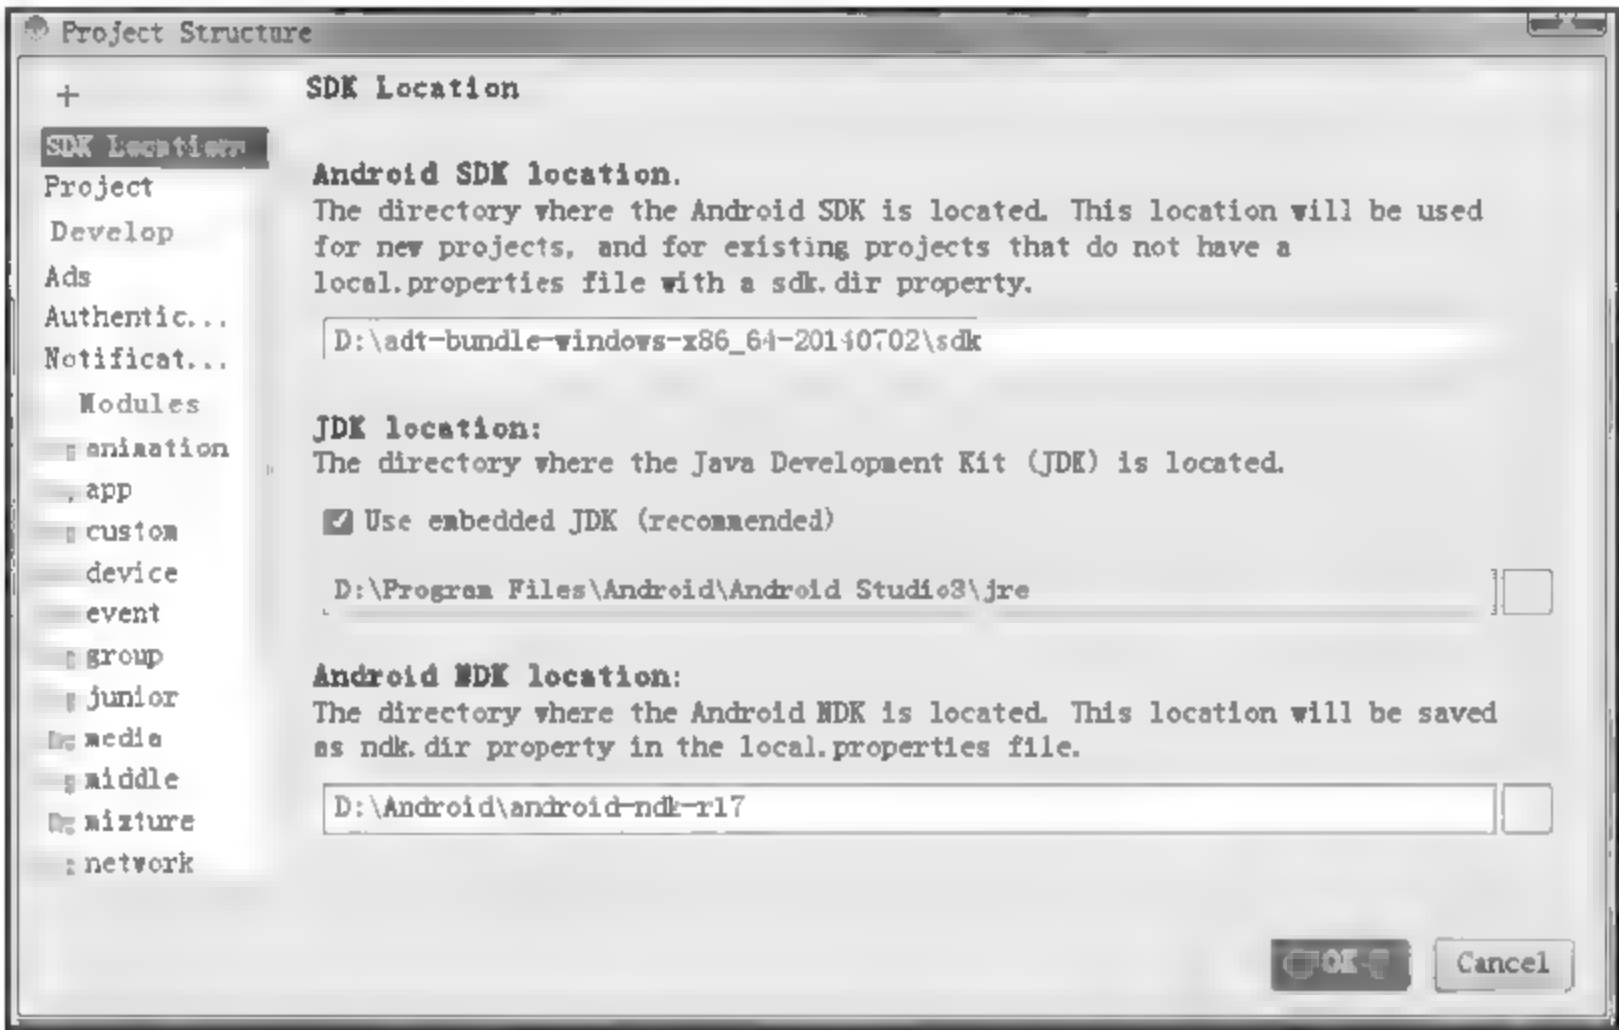 Project Structure
+
SDK Location
Project
Develop
Ads
Authentic...
Notificat...
Modules
animation
app
custom
device
event
group
junior
media
middle
mixture
network
SDK Location
Android SDK location.
The directory where the Android SDK is located. This location will be used
for new projects, and for existing projects that do not have a
local.properties file with a sdk.dir property.
D:\adt-bundle-windows-x86_64-20140702\sdk
JDK location:
The directory where the Java Development Kit (JDK) is located.
Use embedded JDK (recommended)
D:\Program Files\Android\Android Studio3\jre
Android NDK location:
The directory where the Android NDK is located. This location will be saved
as ndk.dir property in the local.properties file.
D:\Android\android-ndk-r17
OK
Cancel